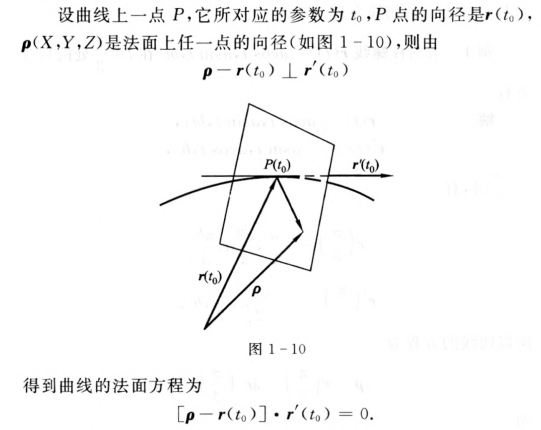 设曲线上一点 P,它所对应的参数为 t₀,P 点的向径是r(t₀),
ρ(X,Y,Z)是法面上任一点的向径(如图 1-10),则由
ρ − r(t₀) ⊥ r′(t₀)
P(t₀)
r′(t₀)
r(t₀)
ρ
图 1-10
得到曲线的法面方程为
[ρ − r(t₀)] · r′(t₀) = 0.